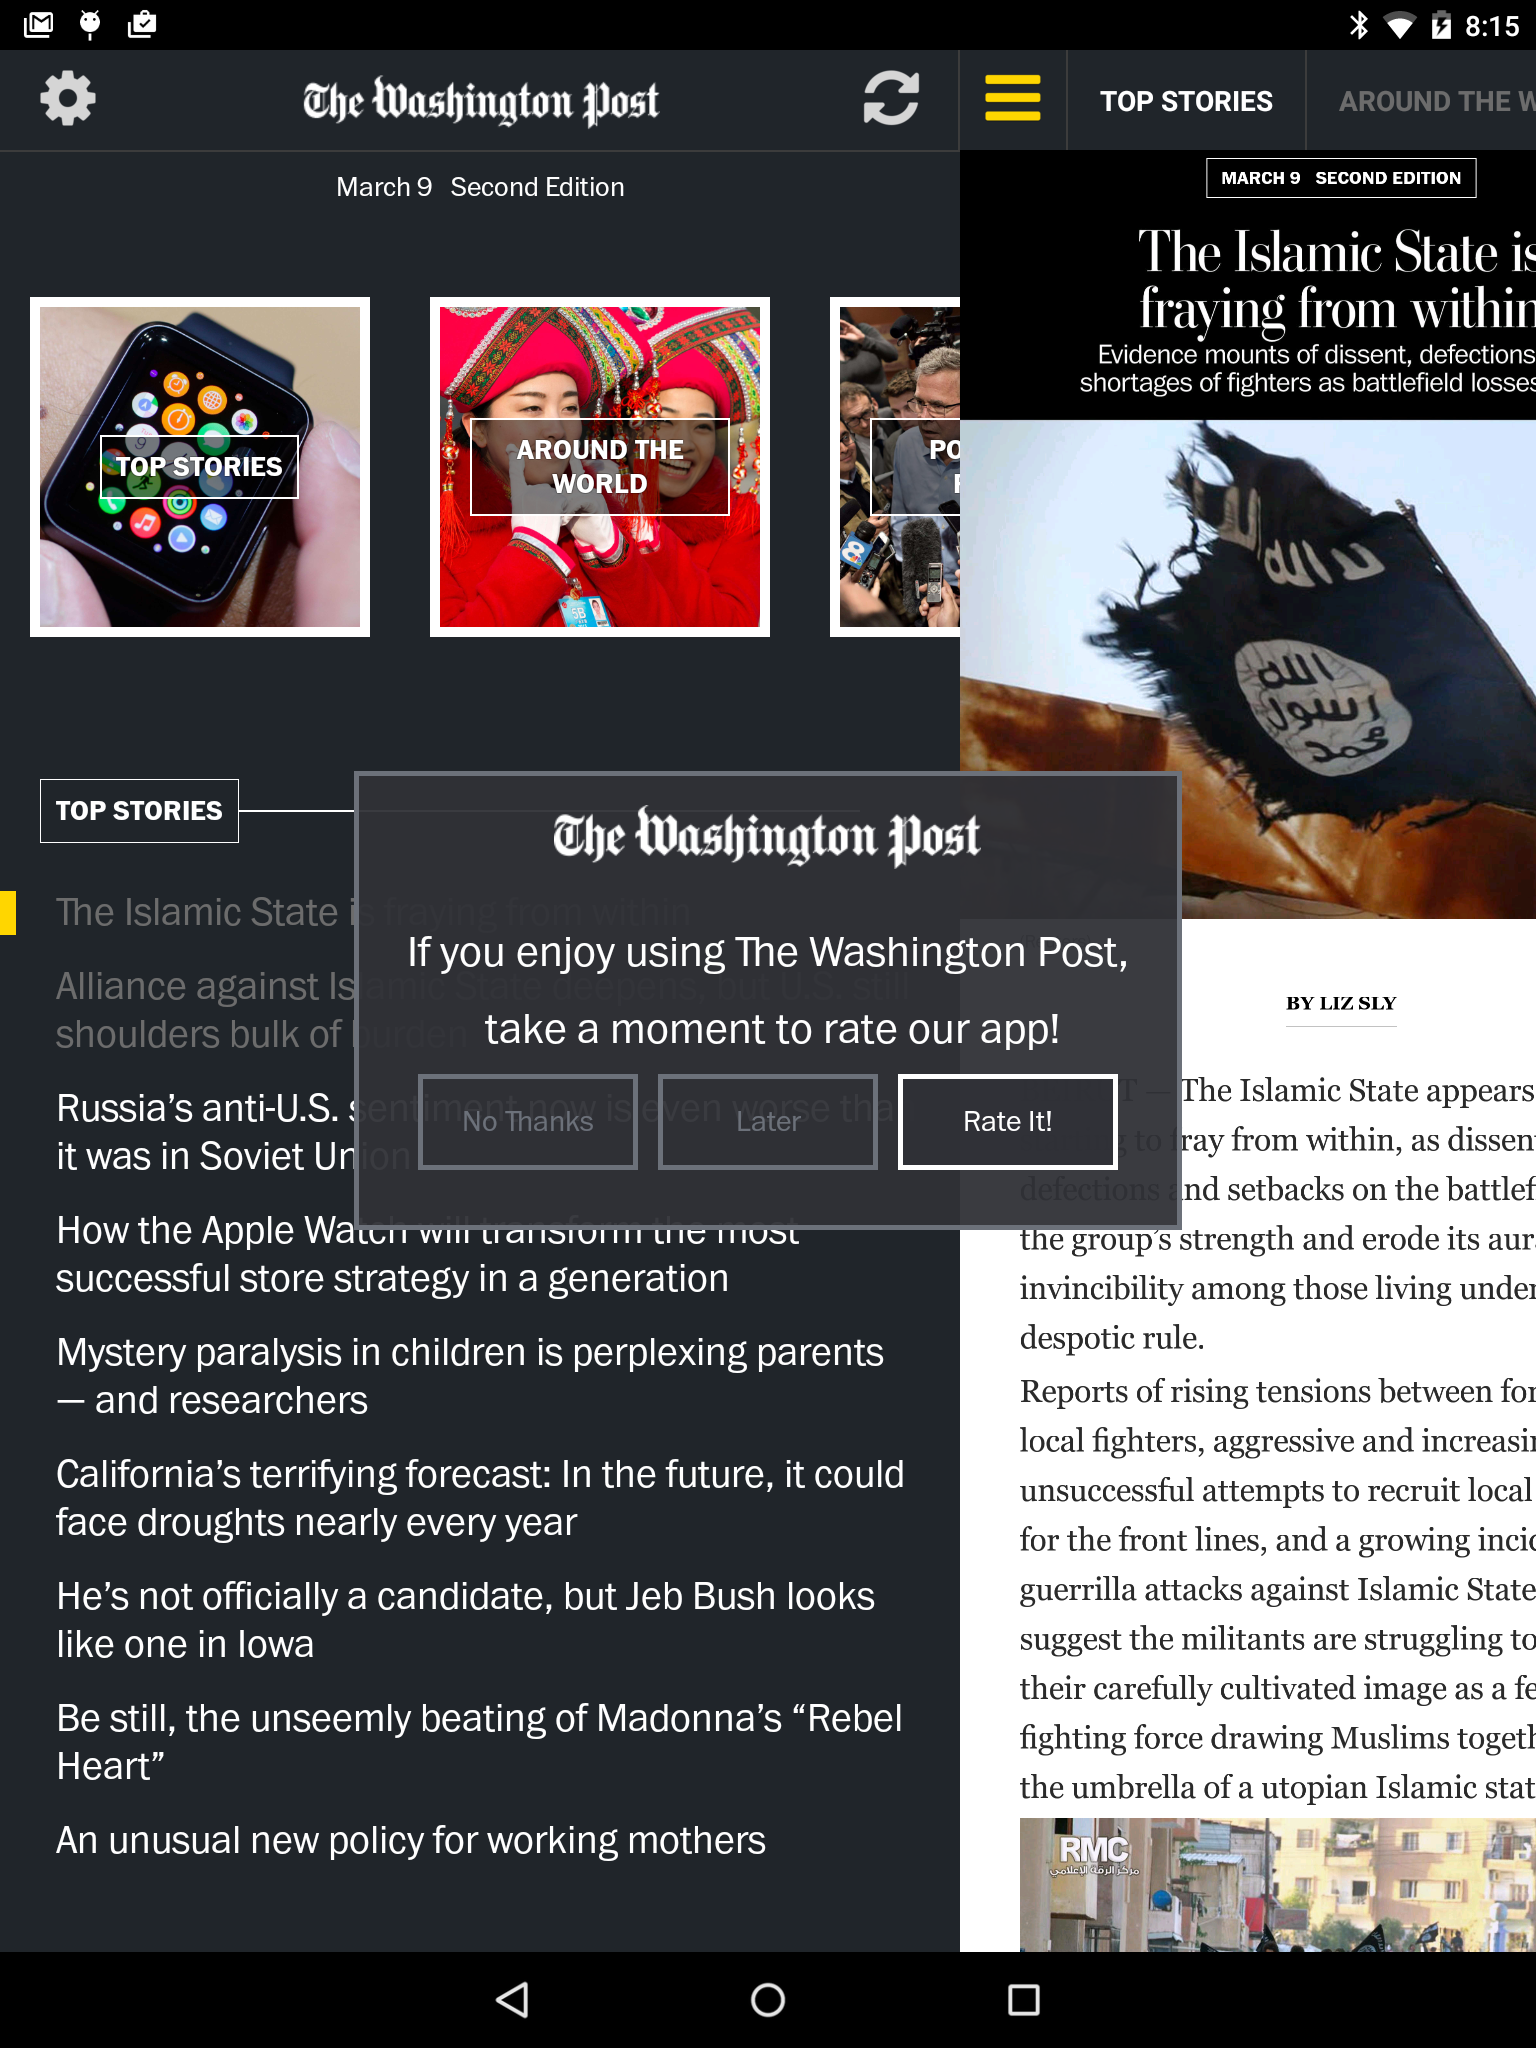 8:15
The Washington Post
TOP STORIES
AROUND THE W
March 9 Second Edition
TOP STORIES
AROUND THE
WORLD
PO
TOP STORIES
The Islamic State is fraying from within
Alliance against Islamic State deepens, but U.S. still
shoulders bulk of burden
Russia’s anti-U.S. sentiment now is even worse tha
it was in Soviet Union
How the Apple Watch will transform the most
successful store strategy in a generation
Mystery paralysis in children is perplexing parents
— and researchers
California’s terrifying forecast: In the future, it could
face droughts nearly every year
He’s not officially a candidate, but Jeb Bush looks
like one in Iowa
Be still, the unseemly beating of Madonna’s “Rebel
Heart”
An unusual new policy for working mothers
The Washington Post
If you enjoy using The Washington Post,
take a moment to rate our app!
No Thanks
Later
Rate It!
MARCH 9 SECOND EDITION
The Islamic State is
fraying from within
Evidence mounts of dissent, defections
shortages of fighters as battlefield losses
الله
رسول
محمد
BY LIZ SLY
T — The Islamic State appears
g to fray from within, as dissen
defections and setbacks on the battlef
the group’s strength and erode its aur
invincibility among those living under
despotic rule.
Reports of rising tensions between for
local fighters, aggressive and increasin
unsuccessful attempts to recruit local
for the front lines, and a growing incid
guerrilla attacks against Islamic State
suggest the militants are struggling to
their carefully cultivated image as a fe
fighting force drawing Muslims togeth
the umbrella of a utopian Islamic stat
RMC
مركز الرقة الإعلامي